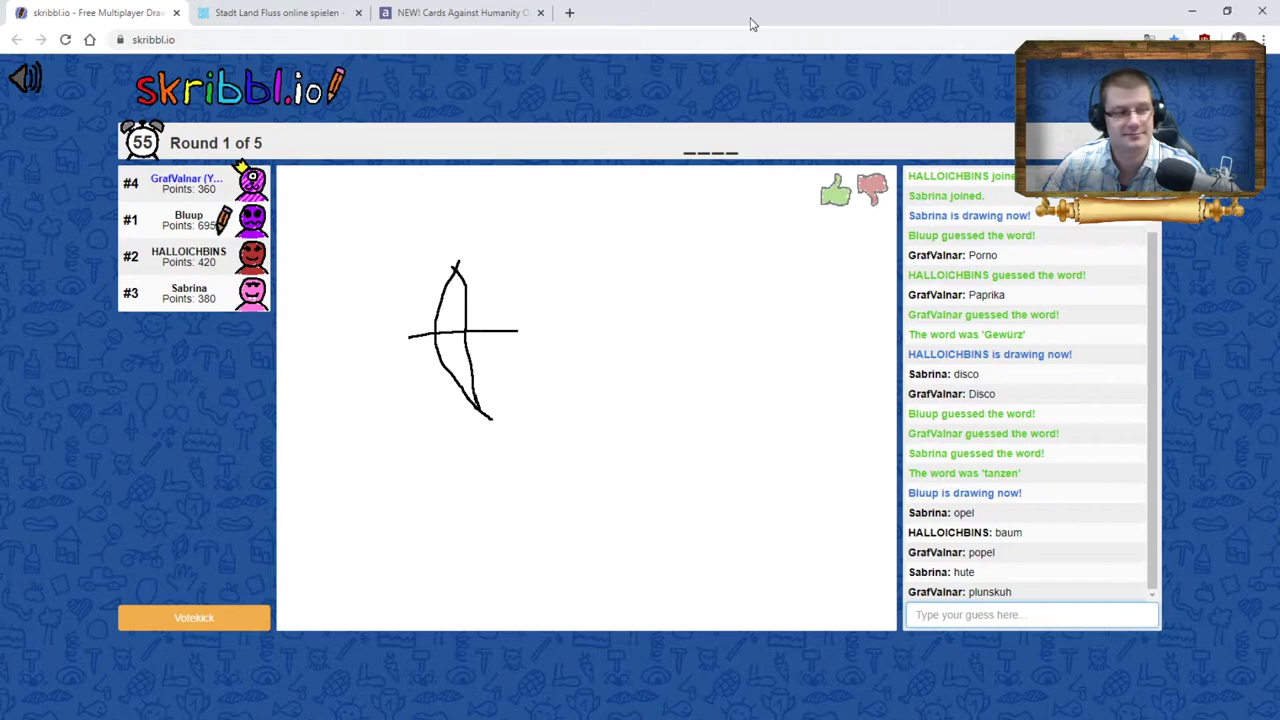 skribbl.io - Free Multiplayer Draw
Stadt Land Fluss online spielen -
NEW! Cards Against Humanity O
skribbl.io
skribbl.io
55
Round 1 of 5
____
#4
GrafValnar (Y...
Points: 360
#1
Bluup
Points: 695
#2
HALLOICHBINS
Points: 420
#3
Sabrina
Points: 380
Votekick
HALLOICHBINS joine
Sabrina joined.
Sabrina is drawing now!
Bluup guessed the word!
GrafValnar: Porno
HALLOICHBINS guessed the word!
GrafValnar: Paprika
GrafValnar guessed the word!
The word was 'Gewürz'
HALLOICHBINS is drawing now!
Sabrina: disco
GrafValnar: Disco
Bluup guessed the word!
GrafValnar guessed the word!
Sabrina guessed the word!
The word was 'tanzen'
Bluup is drawing now!
Sabrina: opel
HALLOICHBINS: baum
GrafValnar: popel
Sabrina: hute
GrafValnar: plunskuh
Type your guess here...